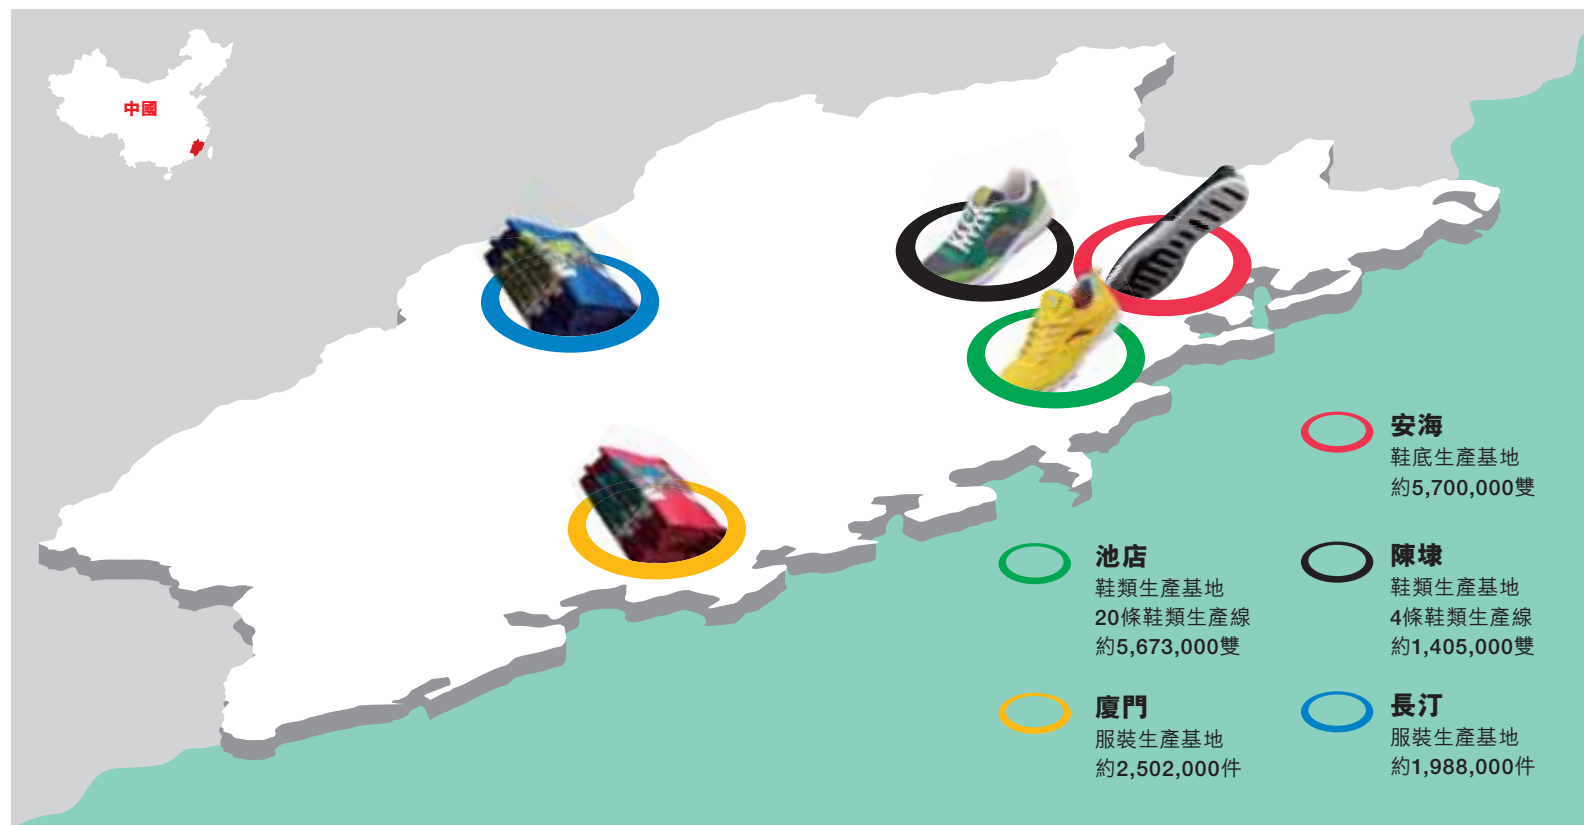 中國
安海
鞋底生產基地
約5,700,000雙
池店
鞋類生產基地
20條鞋類生產線
約5,673,000雙
陳埭
鞋類生產基地
4條鞋類生產線
約1,405,000雙
廈門
服裝生產基地
約2,502,000件
長汀
服裝生產基地
約1,988,000件